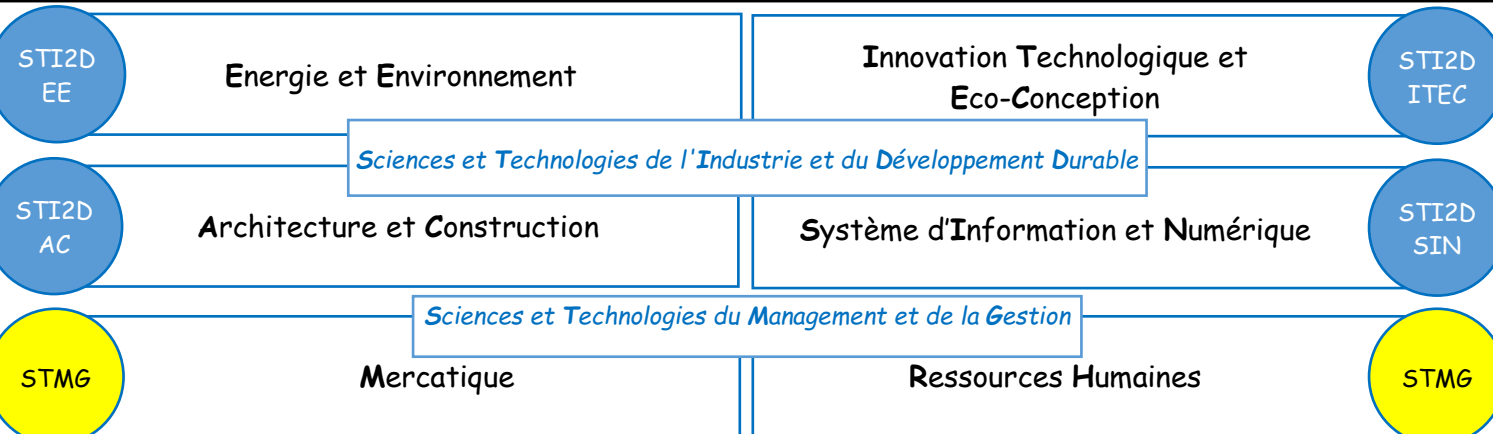 STI2D
EE
Energie et Environnement
Innovation Technologique et
Eco-Conception
STI2D
ITEC
Sciences et Technologies de l'Industrie et du Développement Durable
STI2D
AC
Architecture et Construction
Système d'Information et Numérique
STI2D
SIN
Sciences et Technologies du Management et de la Gestion
STMG
Mercatique
Ressources Humaines
STMG